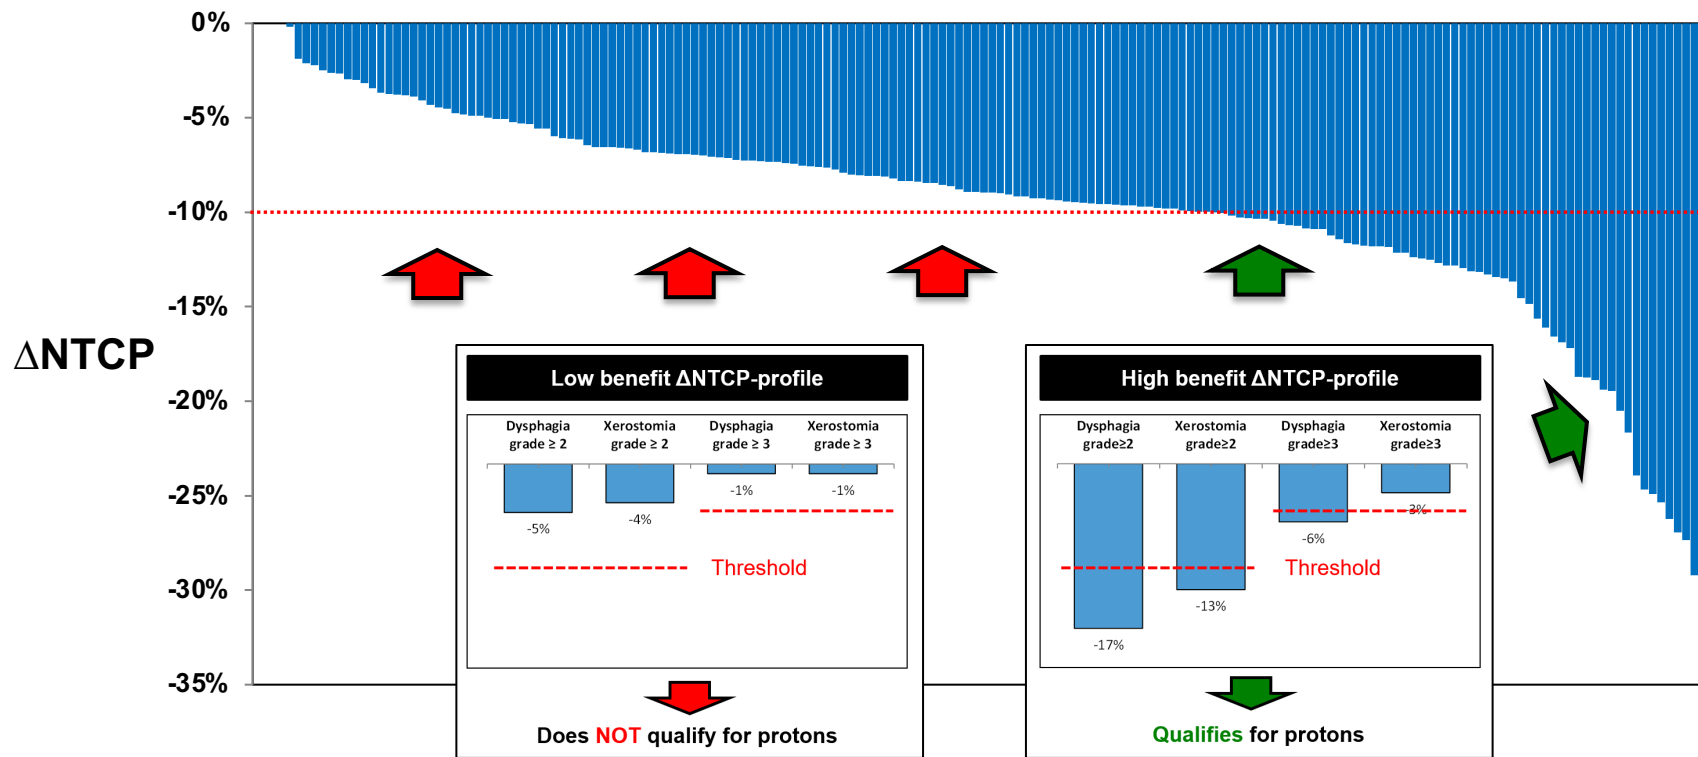 0%
-5%
-10%
-15%
ΔNTCP
-20%
-25%
-30%
-35%
Low benefit ΔNTCP-profile
Dysphagia grade ≥ 2
Xerostomia grade ≥ 2
Dysphagia grade ≥ 3
Xerostomia grade ≥ 3
-5%
-4%
-1%
-1%
Threshold
Does NOT qualify for protons
High benefit ΔNTCP-profile
Dysphagia grade≥2
Xerostomia grade≥2
Dysphagia grade≥3
Xerostomia grade≥3
-17%
-13%
-6%
-3%
Threshold
Qualifies for protons